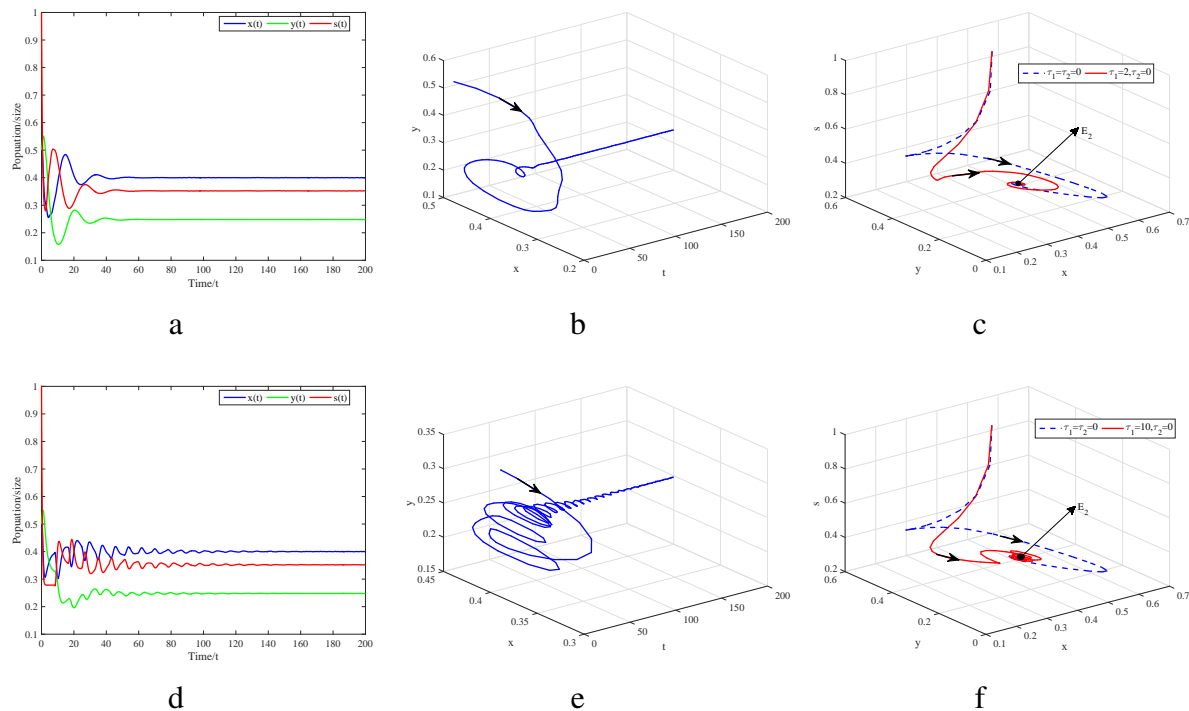 x(t) y(t) s(t)
Popuation/size
1
0.9
0.8
0.7
0.6
0.5
0.4
0.3
0.2
0.1
0 20 40 60 80 100 120 140 160 180 200
Time/t
a
y
0.6
0.5
0.4
0.3
0.2
0.1
0.5
0.4
0.3
0.2
x
0
50
100
150
200
t
b
τ1=τ2=0 τ1=2,τ2=0
E2
s
1
0.8
0.6
0.4
0.2
0.6
0.4
0.2
0
y
0.1
0.2
0.3
0.4
0.5
0.6
0.7
x
c
x(t) y(t) s(t)
Popuation/size
1
0.9
0.8
0.7
0.6
0.5
0.4
0.3
0.2
0.1
0 20 40 60 80 100 120 140 160 180 200
Time/t
d
y
0.35
0.3
0.25
0.2
0.15
0.45
0.4
0.35
0.3
x
0
50
100
150
200
t
e
τ1=τ2=0 τ1=10,τ2=0
E2
s
1
0.8
0.6
0.4
0.2
0.6
0.4
0.2
0
y
0.1
0.2
0.3
0.4
0.5
0.6
0.7
x
f